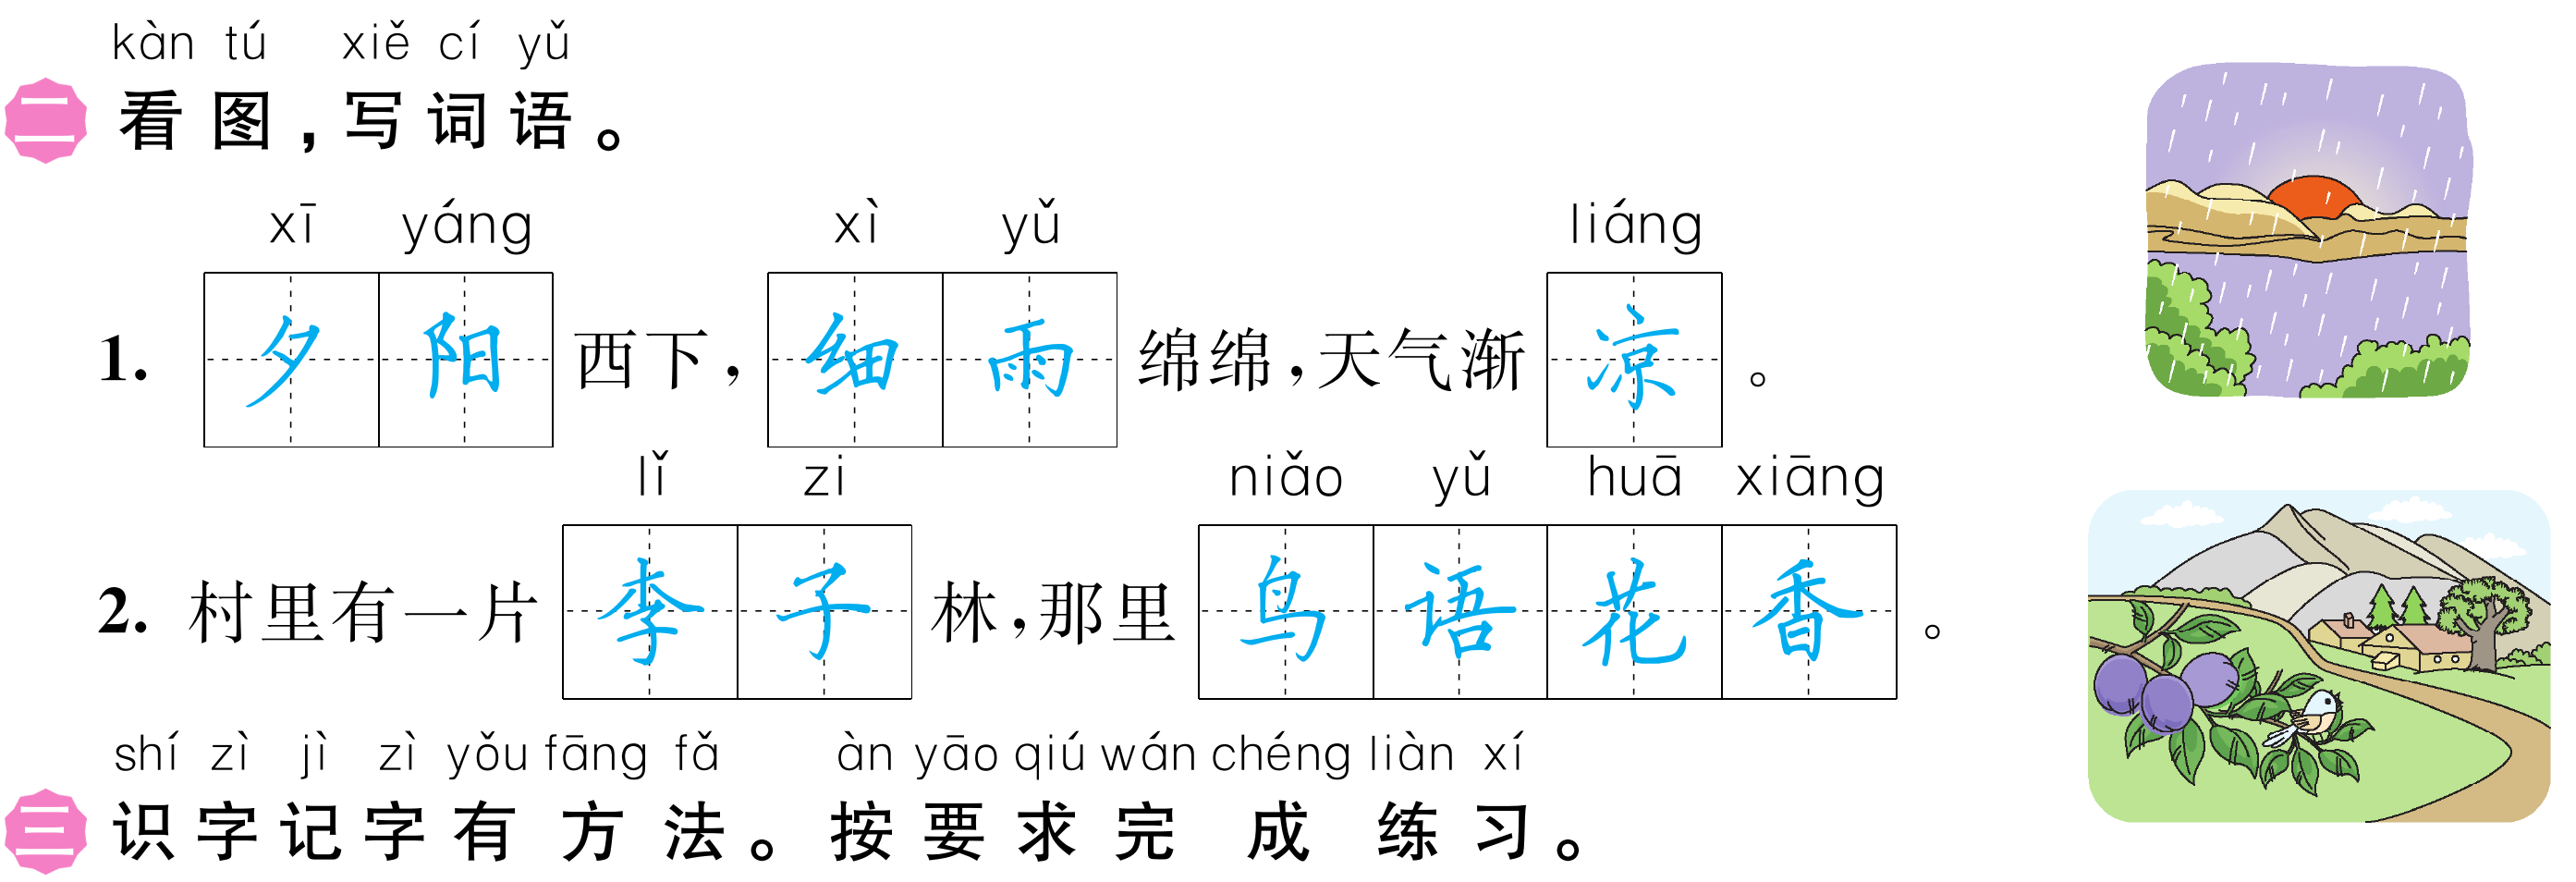 kàn tú xiě cí yǔ
二 看图，写词语。
xī yáng xì yǔ liáng
1. 夕阳西下，细雨绵绵，天气渐凉。
lǐ zi niǎo yǔ huā xiāng
2. 村里有一片李子林，那里鸟语花香。
shí zì jì zì yǒu fāng fǎ àn yāo qiú wán chéng liàn xí
三 识字记字有方法。按要求完成练习。